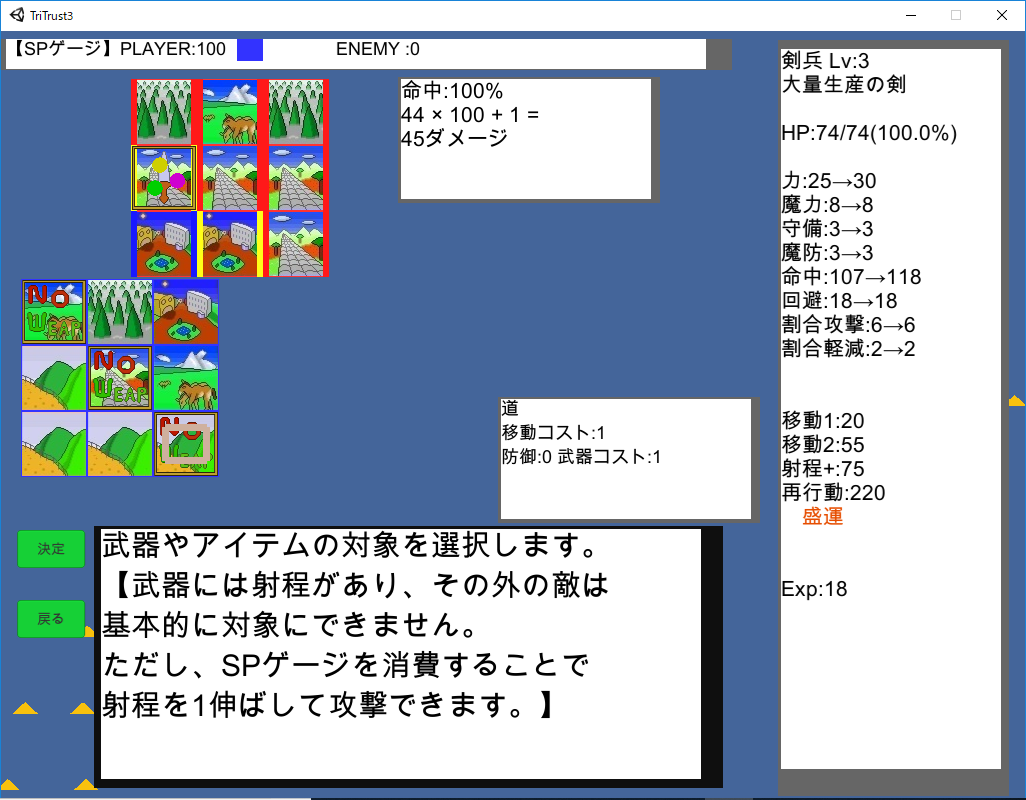 TriTrust3
【SPゲージ】PLAYER:100
ENEMY :0
命中:100%
44 × 100 + 1 =
45ダメージ
剣兵 Lv:3
大量生産の剣
HP:74/74(100.0%)
力:25→30
魔力:8→8
守備:3→3
魔防:3→3
命中:107→118
回避:18→18
割合攻撃:6→6
割合軽減:2→2
移動1:20
移動2:55
射程+:75
再行動:220
盛運
Exp:18
NO
WEAP
NO
WEAP
NO
WEAP
道
移動コスト:1
防御:0 武器コスト:1
決定
戻る
武器やアイテムの対象を選択します。
【武器には射程があり、その外の敵は
基本的に対象にできません。
ただし、SPゲージを消費することで
射程を1伸ばして攻撃できます。】